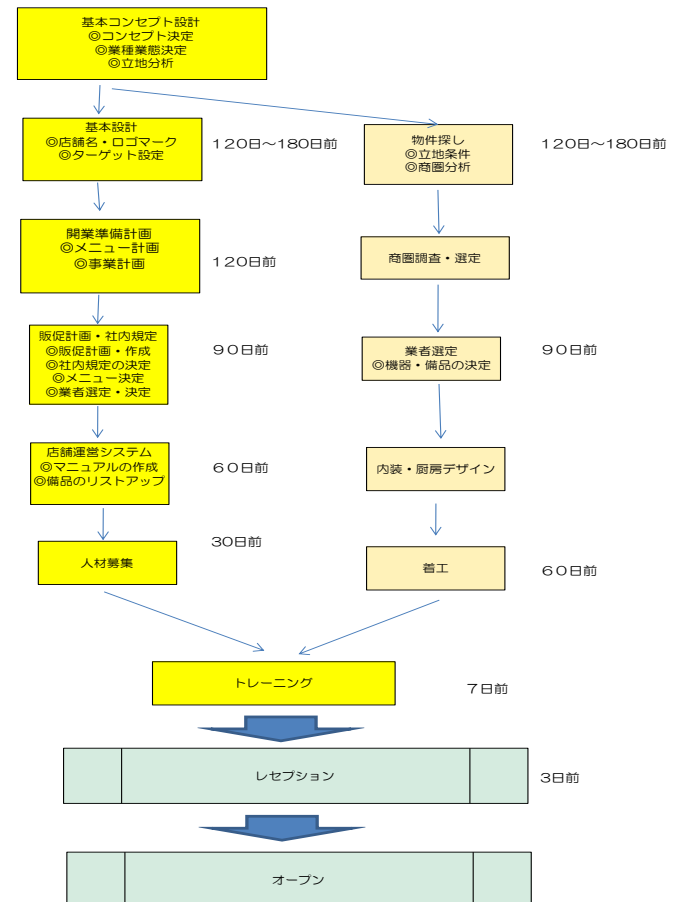 基本コンセプト設計
◎コンセプト決定
◎業種業態決定
◎立地分析
基本設計
◎店舗名・ロゴマーク
◎ターゲット設定
120日~180日前
物件探し
◎立地条件
◎商圏分析
120日~180日前
開業準備計画
◎メニュー計画
◎事業計画
120日前
商圏調査・選定
販促計画・社内規定
◎販促計画・作成
◎社内規定の決定
◎メニュー決定
◎業者選定・決定
90日前
業者選定
◎機器・備品の決定
90日前
店舗運営システム
◎マニュアルの作成
◎備品のリストアップ
60日前
内装・厨房デザイン
人材募集
30日前
着工
60日前
トレーニング
7日前
レセプション
3日前
オープン